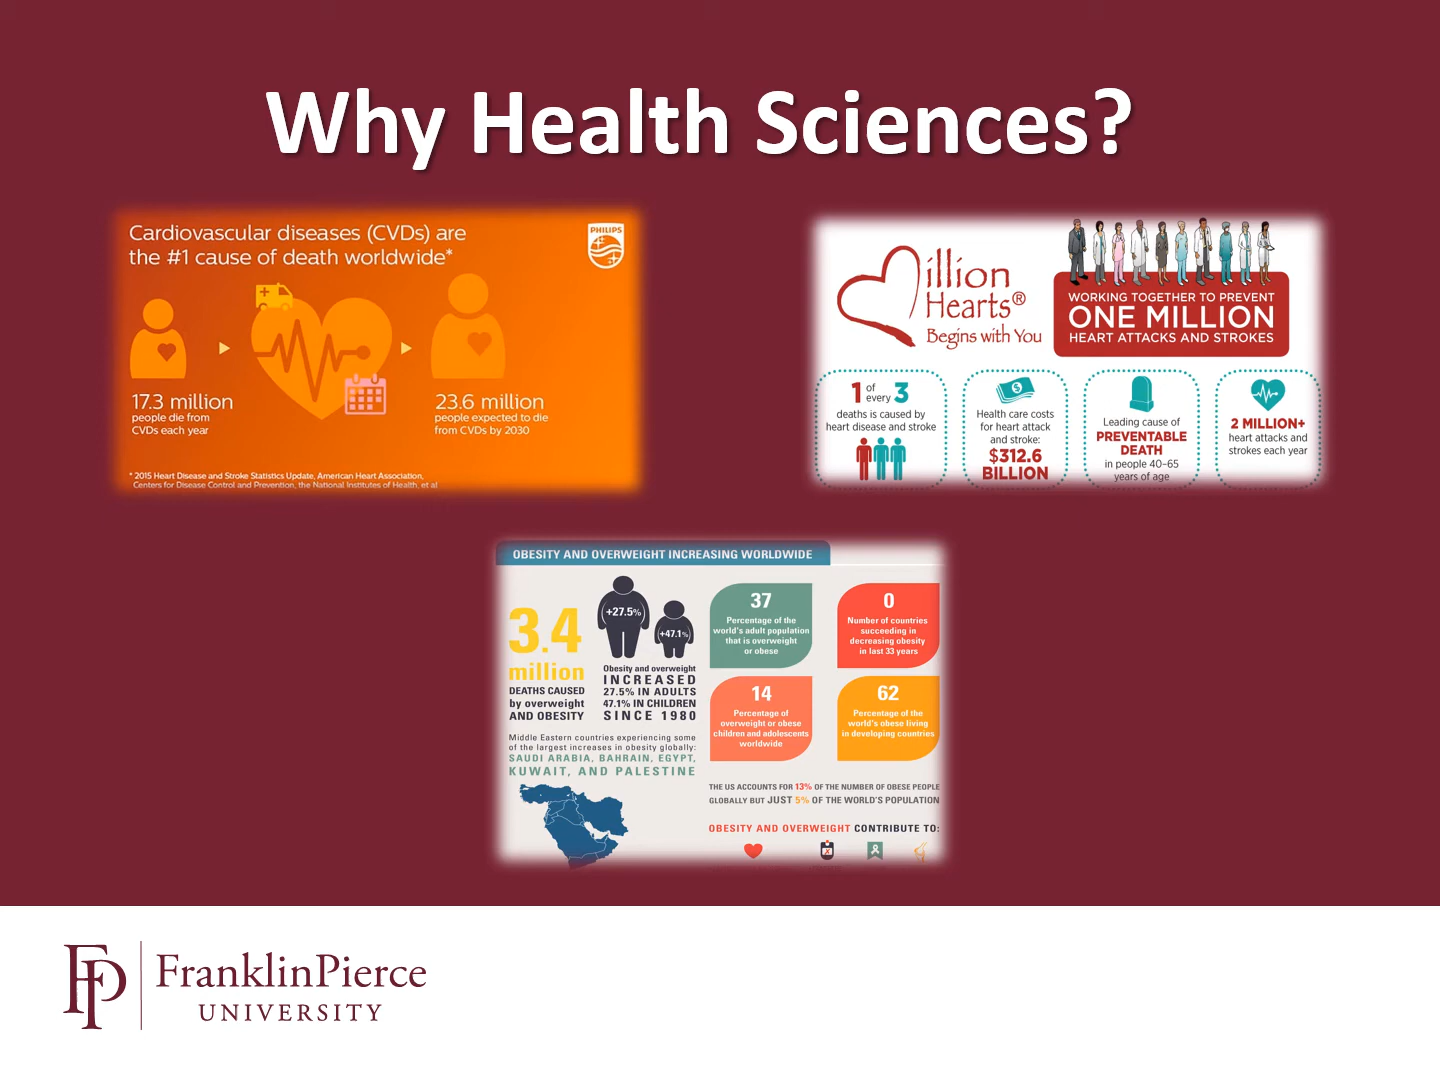 Why Health Sciences?
Cardiovascular diseases (CVDs) are
the #1 cause of death worldwide*
PHILIPS
17.3 million
people die from
CVDs each year
23.6 million
people expected to die
from CVDs by 2030
* 2015 Heart Disease and Stroke Statistics Update, American Heart Association,
Centers for Disease Control and Prevention, the National Institutes of Health, et al
illion
Hearts®
Begins with You
WORKING TOGETHER TO PREVENT
ONE MILLION
HEART ATTACKS AND STROKES
1 of every 3
deaths is caused by
heart disease and stroke
Health care costs
for heart attack
and stroke:
$312.6
BILLION
Leading cause of
PREVENTABLE
DEATH
in people 40–65
years of age
2 MILLION+
heart attacks and
strokes each year
OBESITY AND OVERWEIGHT INCREASING WORLDWIDE
3.4
million
DEATHS CAUSED
by overweight
AND OBESITY
+27.5%
+47.1%
Obesity and overweight
INCREASED
27.5% IN ADULTS
47.1% IN CHILDREN
SINCE 1980
37
Percentage of the
world's adult population
that is overweight
or obese
0
Number of countries
succeeding in
decreasing obesity
in last 33 years
14
Percentage of
overweight or obese
children and adolescents
worldwide
62
Percentage of the
world's obese living
in developing countries
Middle Eastern countries experiencing some
of the largest increases in obesity globally:
SAUDI ARABIA, BAHRAIN, EGYPT,
KUWAIT, AND PALESTINE
THE US ACCOUNTS FOR 13% OF THE NUMBER OF OBESE PEOPLE
GLOBALLY BUT JUST 5% OF THE WORLD'S POPULATION
OBESITY AND OVERWEIGHT CONTRIBUTE TO:
FP
FranklinPierce
UNIVERSITY